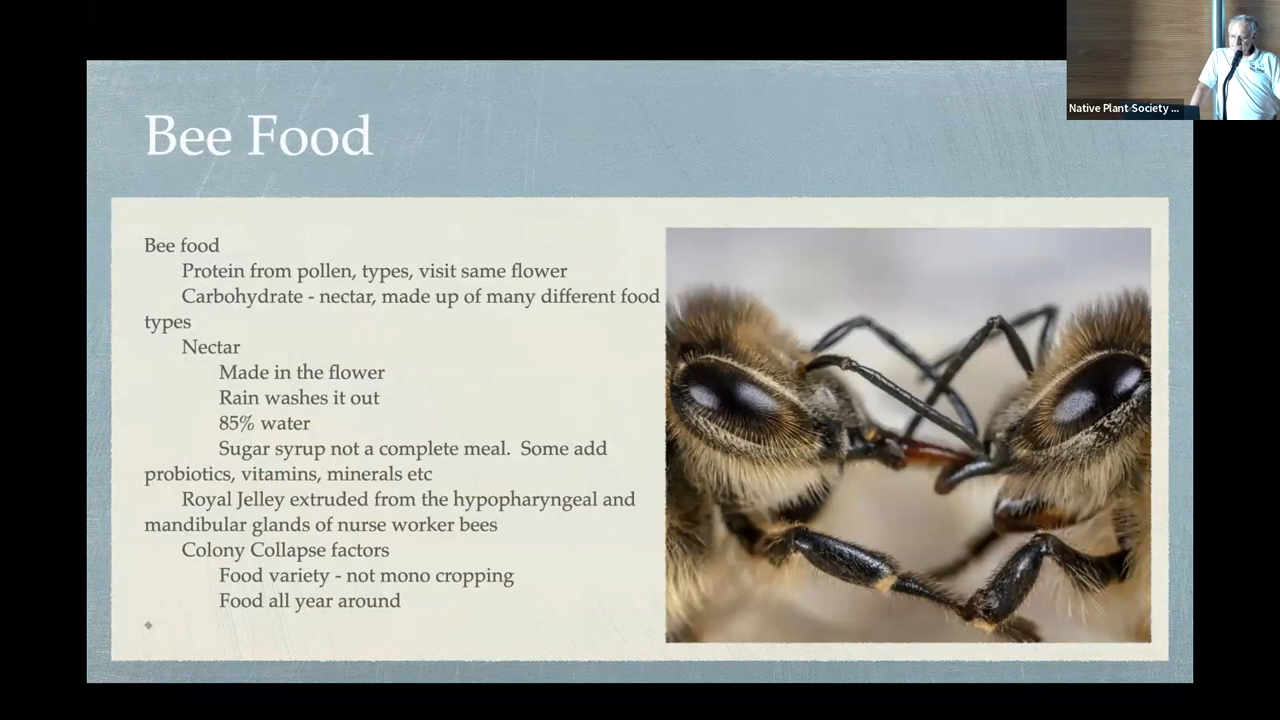 Native Plant Society ...
Bee Food
Bee food
Protein from pollen, types, visit same flower
Carbohydrate - nectar, made up of many different food
types
Nectar
Made in the flower
Rain washes it out
85% water
Sugar syrup not a complete meal.  Some add
probiotics, vitamins, minerals etc
Royal Jelley extruded from the hypopharyngeal and
mandibular glands of nurse worker bees
Colony Collapse factors
Food variety - not mono cropping
Food all year around